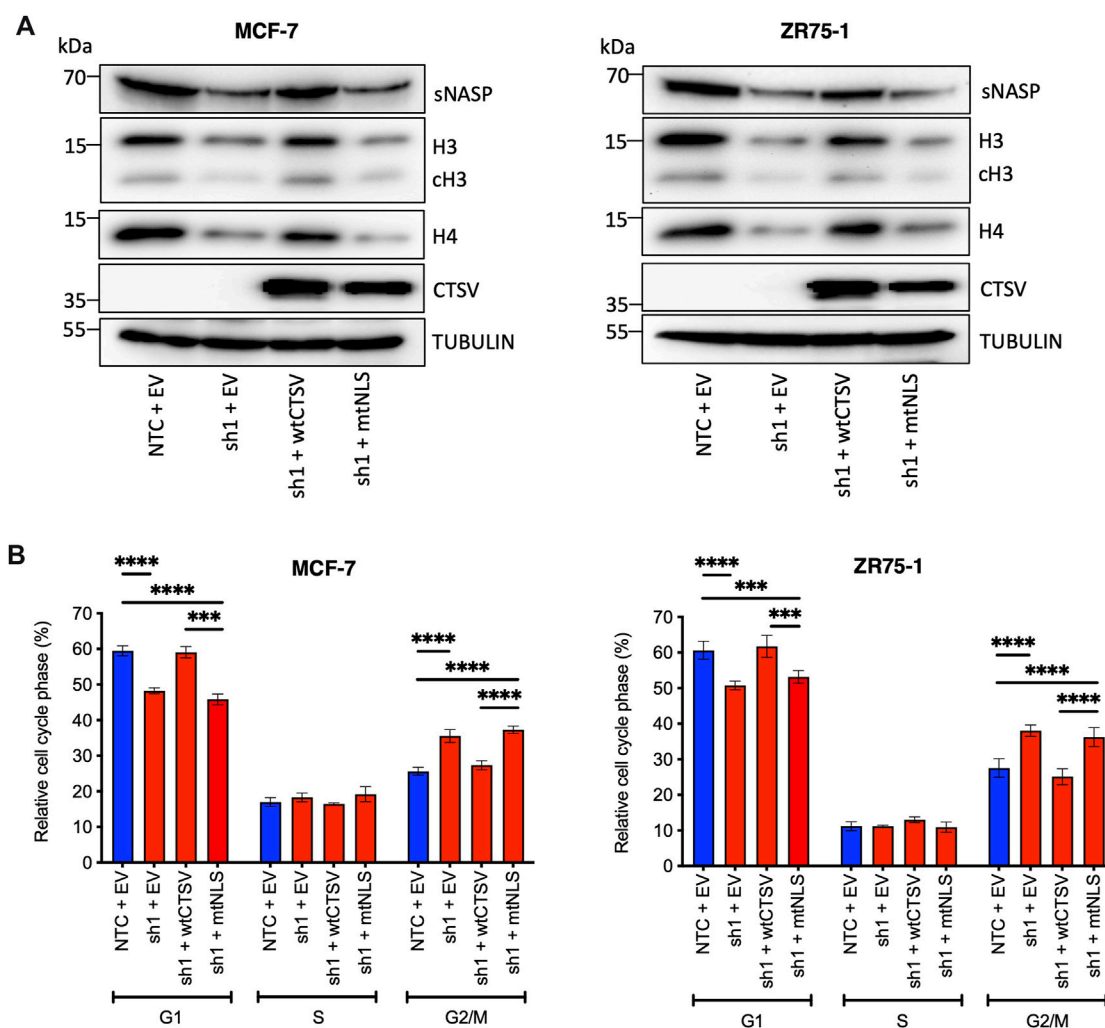 A
MCF-7
kDa
70
sNASP
15
H3
cH3
15
H4
35
CTSV
55
TUBULIN
NTC + EV
sh1 + EV
sh1 + wtCTSV
sh1 + mtNLS
ZR75-1
kDa
70
sNASP
15
H3
cH3
15
H4
35
CTSV
55
TUBULIN
NTC + EV
sh1 + EV
sh1 + wtCTSV
sh1 + mtNLS
B
MCF-7
Relative cell cycle phase (%)
70
60
50
40
30
20
10
0
****
****
***
****
****
****
NTC + EV
sh1 + EV
sh1 + wtCTSV
sh1 + mtNLS
NTC + EV
sh1 + EV
sh1 + wtCTSV
sh1 + mtNLS
NTC + EV
sh1 + EV
sh1 + wtCTSV
sh1 + mtNLS
G1
S
G2/M
ZR75-1
Relative cell cycle phase (%)
70
60
50
40
30
20
10
0
****
***
***
****
****
****
NTC + EV
sh1 + EV
sh1 + wtCTSV
sh1 + mtNLS
NTC + EV
sh1 + EV
sh1 + wtCTSV
sh1 + mtNLS
NTC + EV
sh1 + EV
sh1 + wtCTSV
sh1 + mtNLS
G1
S
G2/M